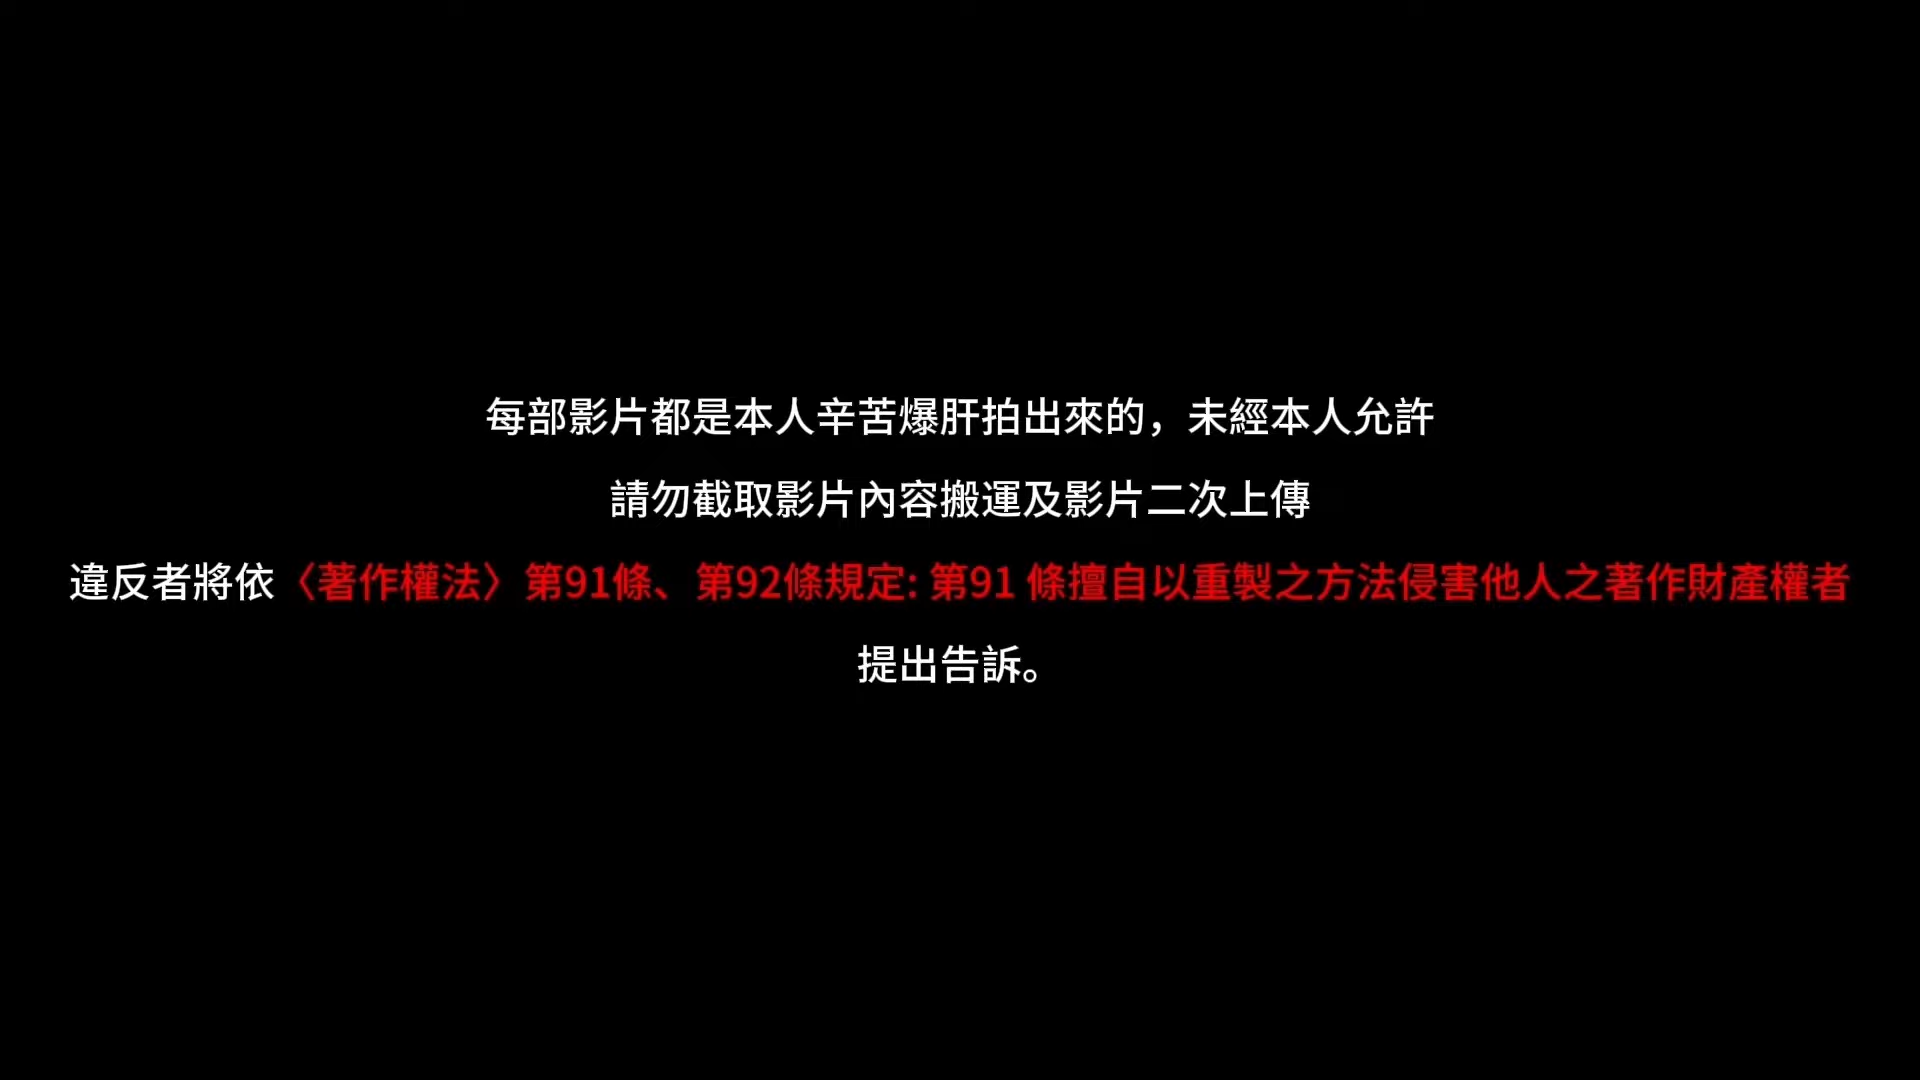 每部影片都是本人辛苦爆肝拍出來的，未經本人允許
請勿截取影片內容搬運及影片二次上傳
違反者將依〈著作權法〉第91條、第92條規定: 第91 條擅自以重製之方法侵害他人之著作財產權者
提出告訴。